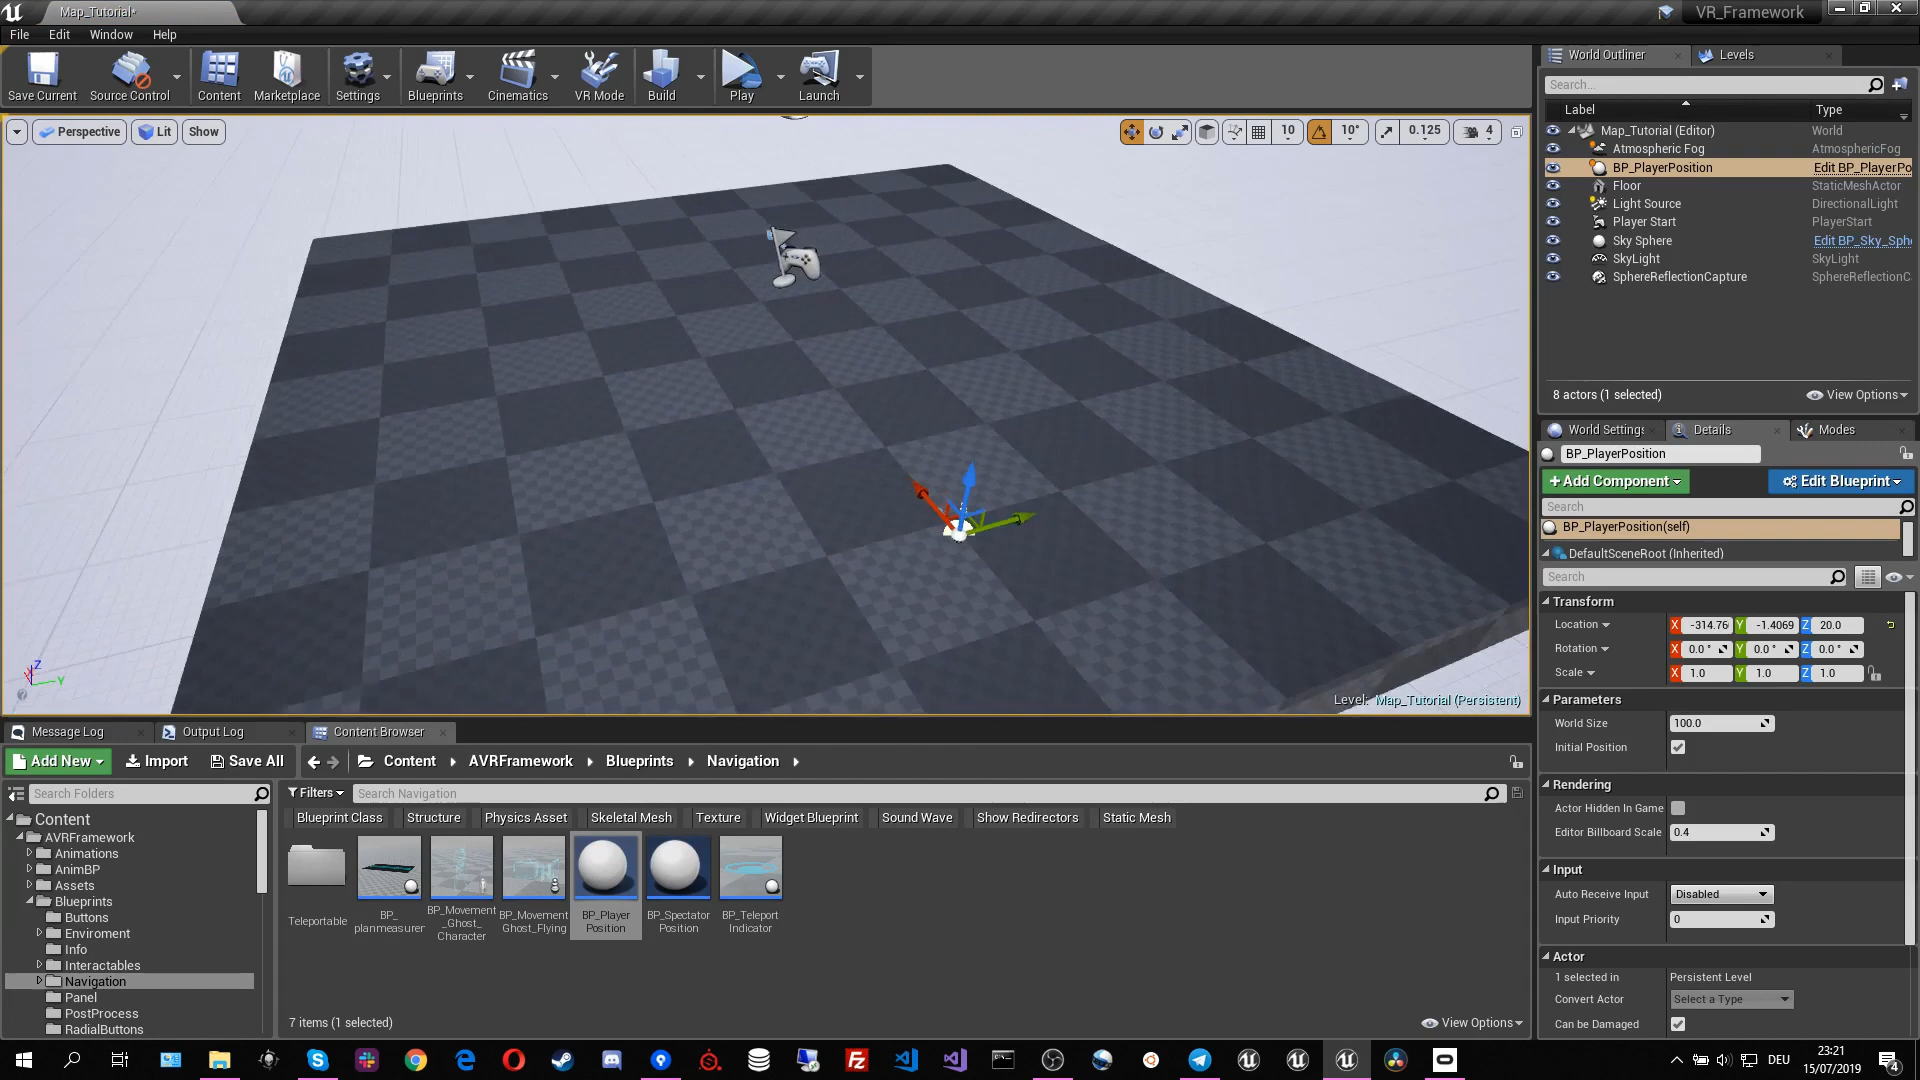 Map_Tutorial*
VR_Framework
File Edit Window Help
Save Current Source Control Content Marketplace Settings Blueprints Cinematics VR Mode Build Play Launch
Perspective Lit Show
10 10° 0.125 4
Level: Map_Tutorial (Persistent)
Z
Y
World Outliner Levels
Search...
Label Type
Map_Tutorial (Editor) World
Atmospheric Fog AtmosphericFog
BP_PlayerPosition Edit BP_PlayerPo
Floor StaticMeshActor
Light Source DirectionalLight
Player Start PlayerStart
Sky Sphere Edit BP_Sky_Sphe
SkyLight SkyLight
SphereReflectionCapture SphereReflectionC
8 actors (1 selected) View Options
World Settings Details Modes
BP_PlayerPosition
+Add Component Edit Blueprint
Search
BP_PlayerPosition(self)
DefaultSceneRoot (Inherited)
Search
Transform
Location X -314.76 Y -1.4069 Z 20.0
Rotation X 0.0 ° Y 0.0 ° Z 0.0 °
Scale X 1.0 Y 1.0 Z 1.0
Parameters
World Size 100.0
Initial Position
Rendering
Actor Hidden In Game
Editor Billboard Scale 0.4
Input
Auto Receive Input Disabled
Input Priority 0
Actor
1 selected in Persistent Level
Convert Actor Select a Type
Can be Damaged
Message Log Output Log Content Browser
Add New Import Save All Content AVRFramework Blueprints Navigation
Search Folders
Content
AVRFramework
Animations
AnimBP
Assets
Blueprints
Buttons
Enviroment
Info
Interactables
Navigation
Panel
PostProcess
RadialButtons
Filters Search Navigation
Blueprint Class Structure Physics Asset Skeletal Mesh Texture Widget Blueprint Sound Wave Show Redirectors Static Mesh
Teleportable
BP_
planmeasurer
BP_Movement
_Ghost_
Character
BP_Movement
Ghost_Flying
BP_Player
Position
BP_Spectator
Position
BP_Teleport
Indicator
7 items (1 selected) View Options
DEU
23:21
15/07/2019
4